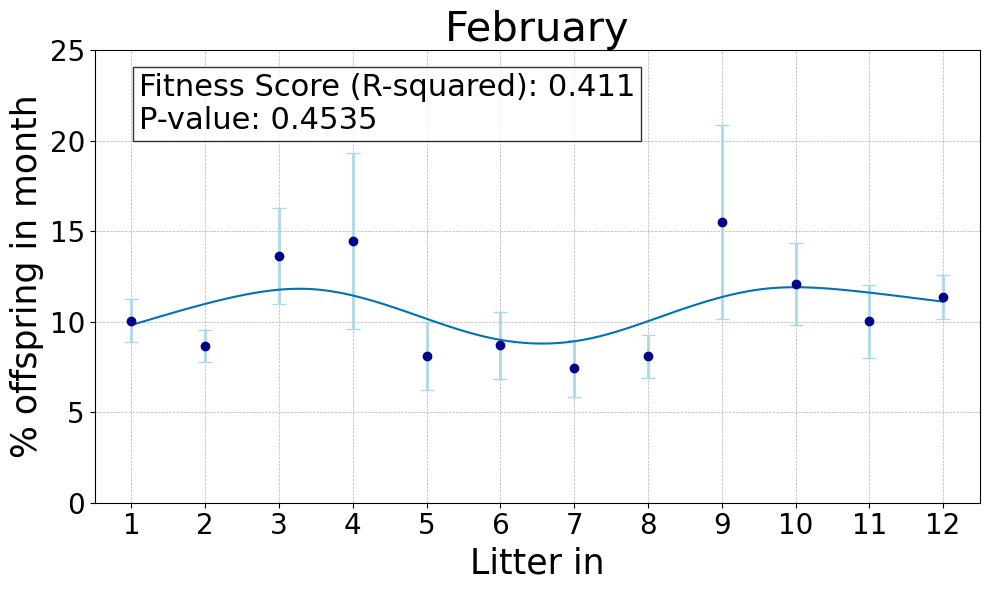 February
Fitness Score (R-squared): 0.411
P-value: 0.4535
% offspring in month
25
20
15
10
5
0
1 2 3 4 5 6 7 8 9 10 11 12
Litter in